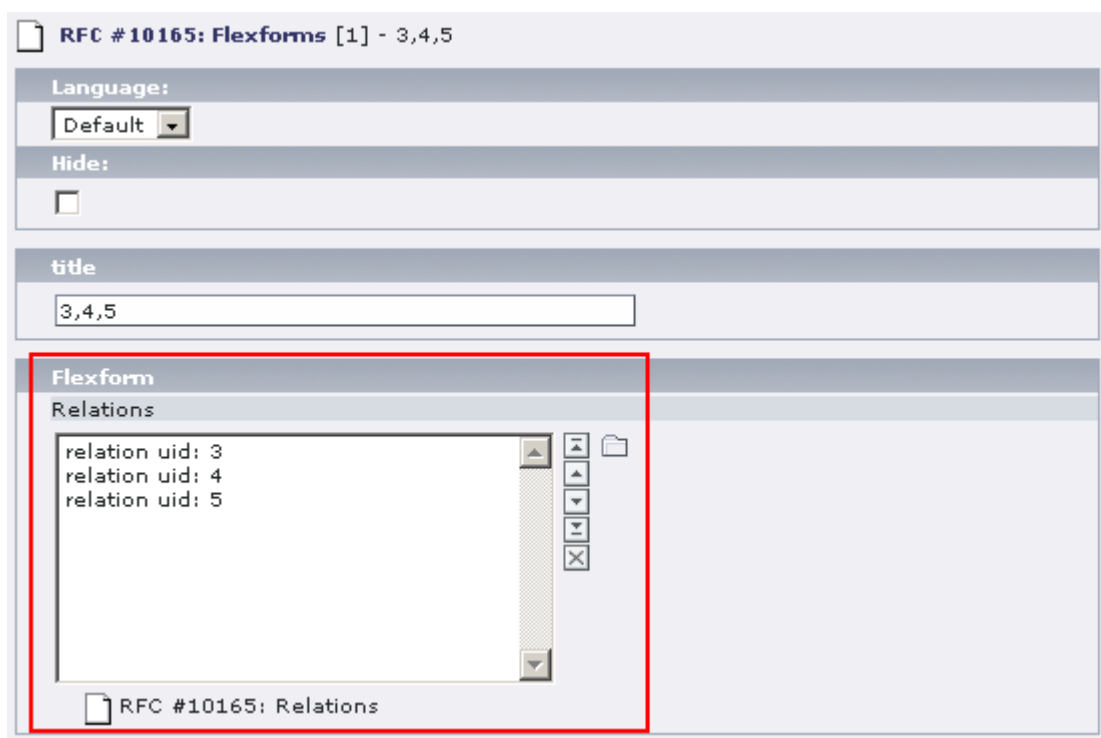 RFC #10165: Flexforms [1] - 3,4,5
Language:
Default
Hide:
title
3,4,5
Flexform
Relations
relation uid: 3
relation uid: 4
relation uid: 5
RFC #10165: Relations